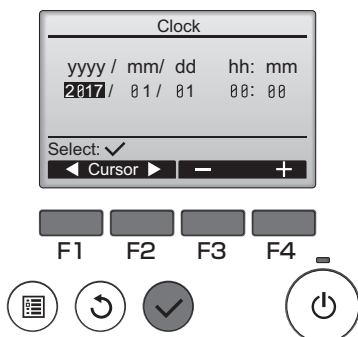 Clock
yyyy / mm/ dd hh: mm
2017 / 01 / 01 00: 00
Select: ✓
◀ Cursor ▶ − +
F1 F2 F3 F4